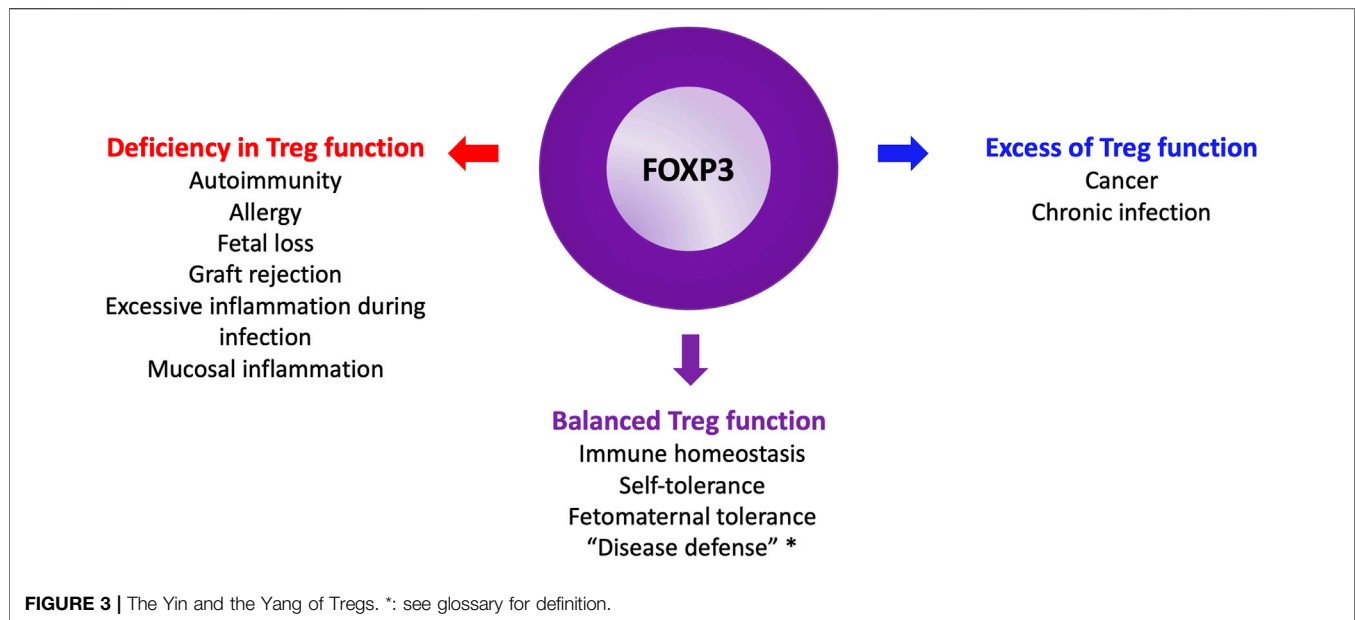 FOXP3
Deficiency in Treg function
Autoimmunity
Allergy
Fetal loss
Graft rejection
Excessive inflammation during
infection
Mucosal inflammation
Excess of Treg function
Cancer
Chronic infection
Balanced Treg function
Immune homeostasis
Self-tolerance
Fetomaternal tolerance
“Disease defense” *
FIGURE 3 | The Yin and the Yang of Tregs. *: see glossary for definition.